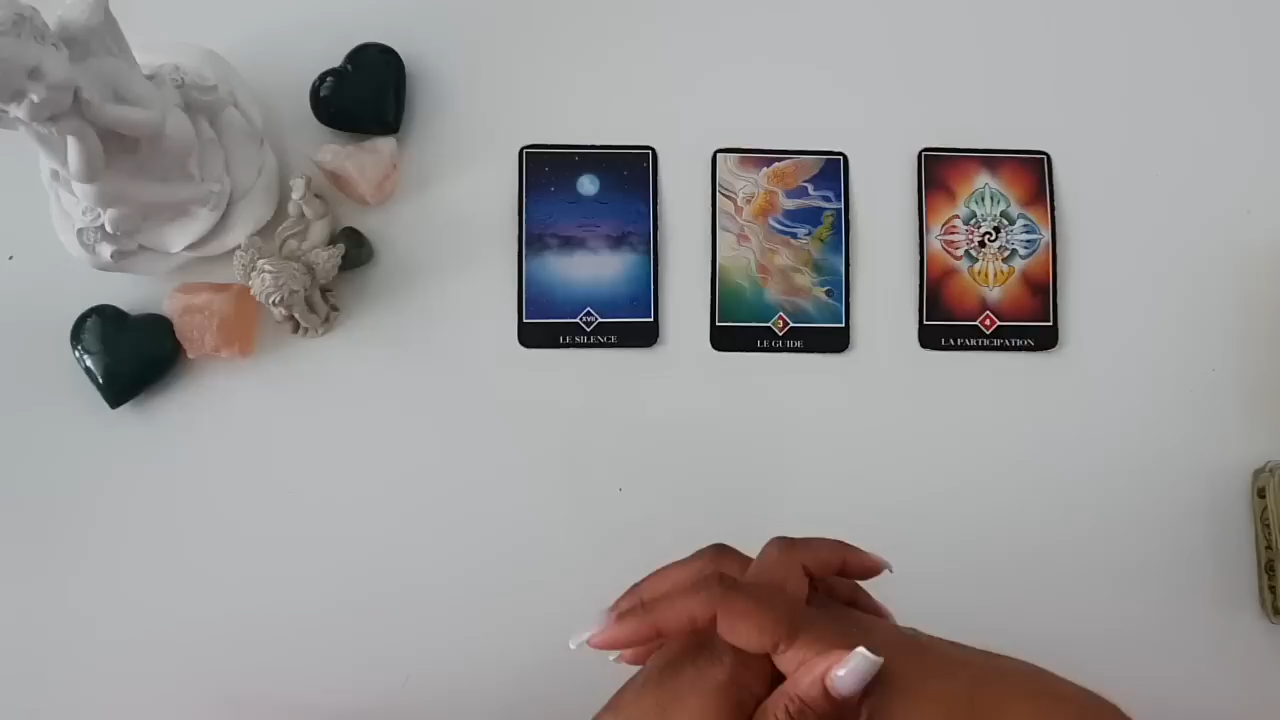 XVII
LE SILENCE
3
LE GUIDE
4
LA PARTICIPATION